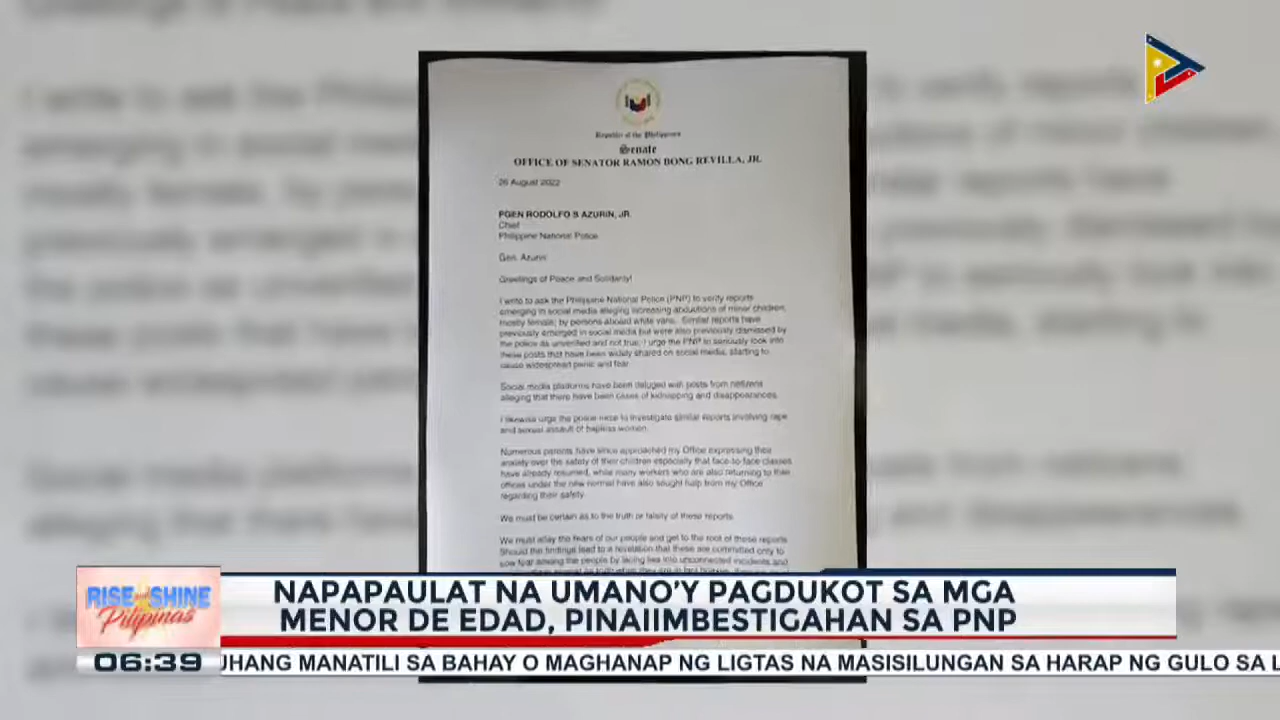 Republic of the Philippines
Senate
OFFICE OF SENATOR RAMON BONG REVILLA, JR.
26 August 2022
PGEN RODOLFO S AZURIN, JR.
Chief
Philippine National Police
Gen. Azurin
Greetings of Peace and Solidarity!
I write to ask the Philippine National Police (PNP) to verify reports
emerging in social media alleging increasing abductions of minor children,
mostly female, by persons aboard white vans. Similar reports have
previously emerged in social media but were also previously dismissed by
the police as unverified and not true. I urge the PNP to seriously look into
these posts that have been widely shared on social media, starting to
cause widespread panic and fear.
Social media platforms have been deluged with posts from netizens
alleging that there have been cases of kidnapping and disappearances.
I likewise urge the police force to investigate similar reports involving rape
and sexual assault of hapless women.
Numerous parents have since approached my Office expressing their
anxiety over the safety of their children especially that face-to-face classes
have already resumed, while many workers who are also returning to their
offices under the new normal have also sought help from my Office
regarding their safety.
We must be certain as to the truth or falsity of these reports.
We must allay the fears of our people and get to the root of these reports.
Should the findings lead to a revelation that these are committed only to
sow fear among the people by lacing lies into unconnected incidents and
RISE SHINE
Pilipinas
NAPAPAULAT NA UMANO'Y PAGDUKOT SA MGA
MENOR DE EDAD, PINAIIMBESTIGAHAN SA PNP
06:39
UHANG MANATILI SA BAHAY O MAGHANAP NG LIGTAS NA MASISILUNGAN SA HARAP NG GULO SA L